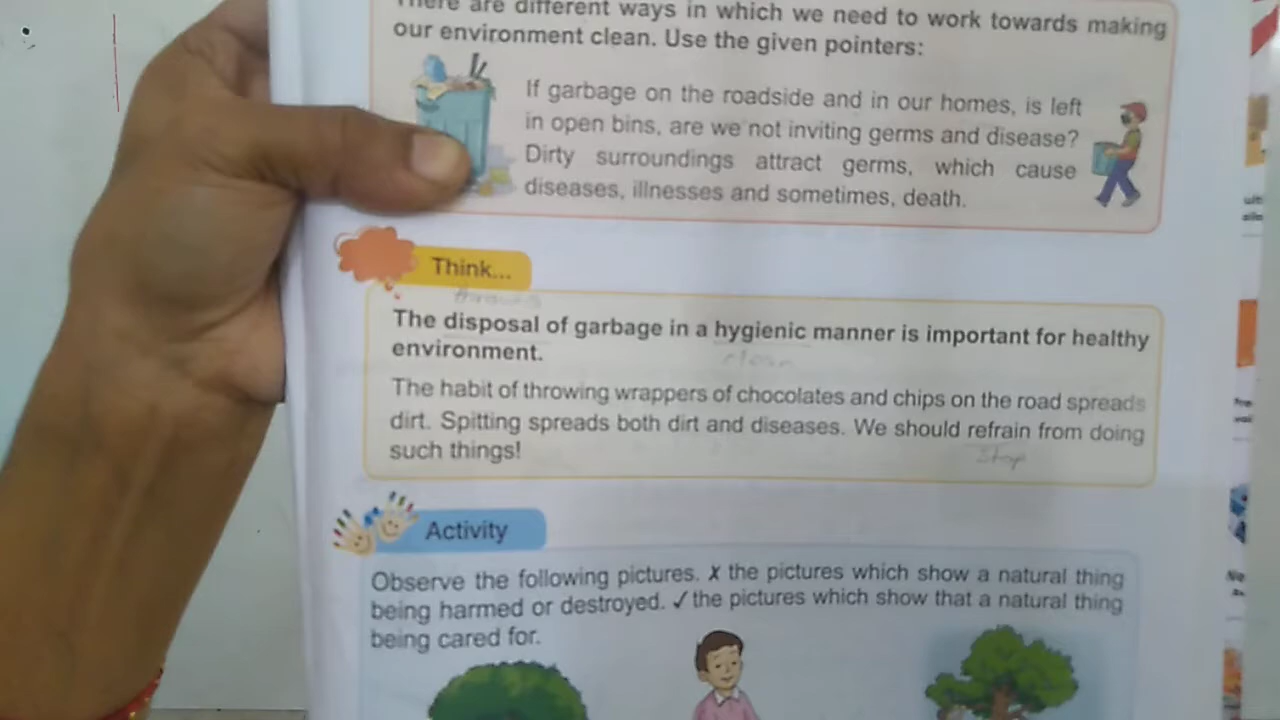 There are different ways in which we need to work towards making
our environment clean. Use the given pointers:
If garbage on the roadside and in our homes, is left
in open bins, are we not inviting germs and disease?
Dirty surroundings attract germs, which cause
diseases, illnesses and sometimes, death.
Think...
The disposal of garbage in a hygienic manner is important for healthy
environment.
clean
The habit of throwing wrappers of chocolates and chips on the road spreads
dirt. Spitting spreads both dirt and diseases. We should refrain from doing
such things!
Stop
Activity
Observe the following pictures. ✗ the pictures which show a natural thing
being harmed or destroyed. ✓ the pictures which show that a natural thing
being cared for.